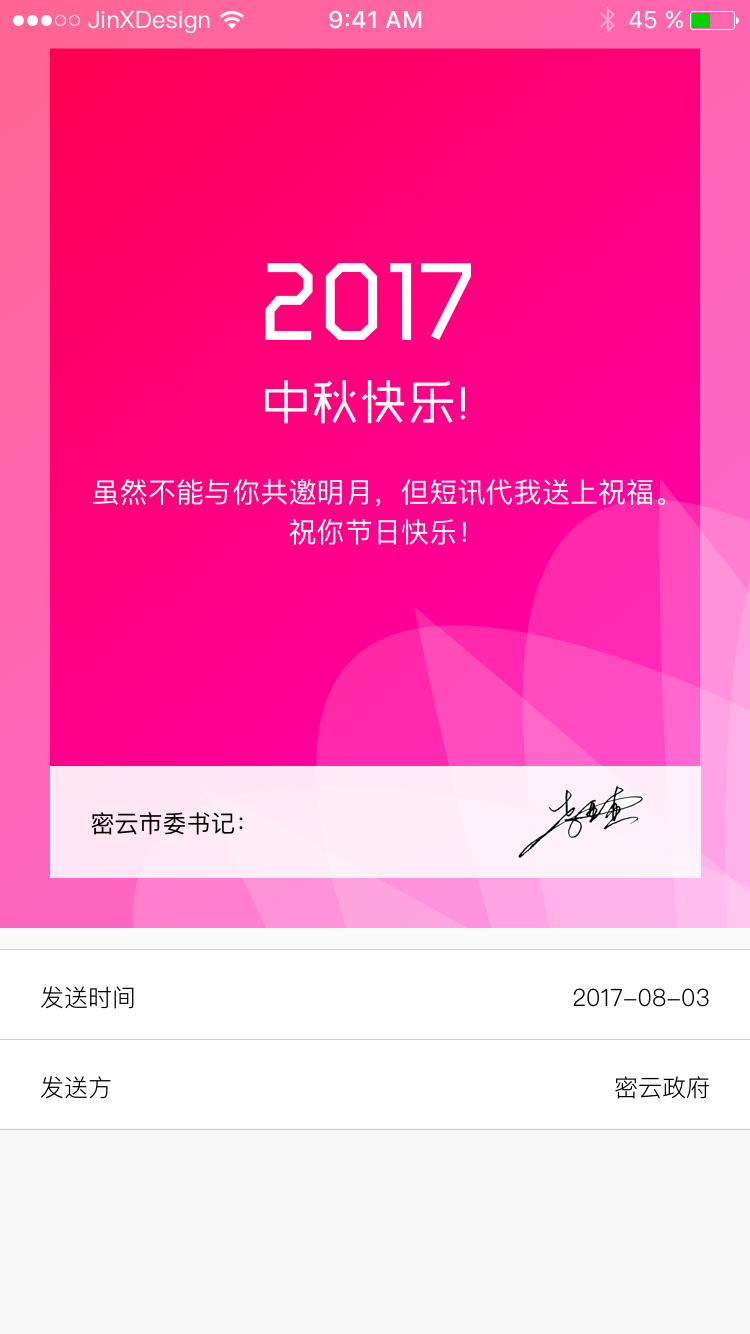 JinXDesign 9:41 AM 45 %
2017
中秋快乐!
虽然不能与你共邀明月，但短讯代我送上祝福。
祝你节日快乐！
密云市委书记：
发送时间 2017-08-03
发送方 密云政府